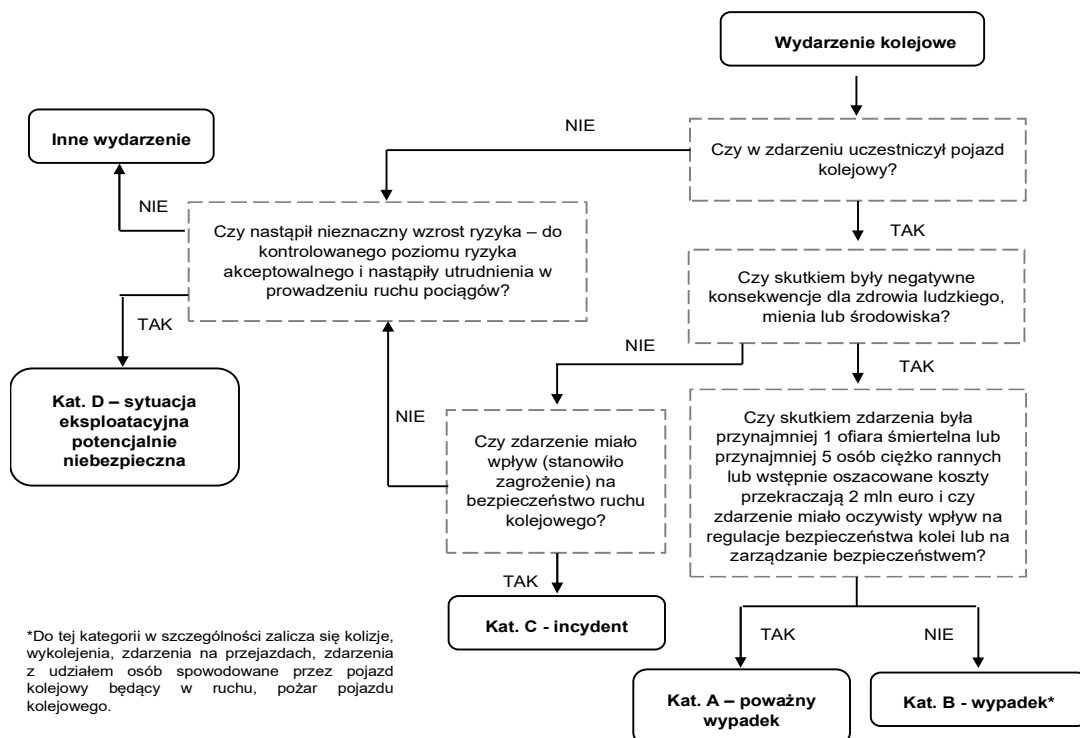 Wydarzenie kolejowe
NIE
Inne wydarzenie
Czy w zdarzeniu uczestniczył pojazd
kolejowy?
NIE
TAK
Czy nastąpił nieznaczny wzrost ryzyka – do
kontrolowanego poziomu ryzyka
akceptowalnego i nastąpiły utrudnienia w
prowadzeniu ruchu pociągów?
Czy skutkiem były negatywne
konsekwencje dla zdrowia ludzkiego,
mienia lub środowiska?
TAK
NIE
TAK
Kat. D – sytuacja
eksploatacyjna
potencjalnie
niebezpieczna
NIE
Czy zdarzenie miało
wpływ (stanowiło
zagrożenie) na
bezpieczeństwo ruchu
kolejowego?
Czy skutkiem zdarzenia była
przynajmniej 1 ofiara śmiertelna lub
przynajmniej 5 osób ciężko rannych
lub wstępnie oszacowane koszty
przekraczają 2 mln euro i czy
zdarzenie miało oczywisty wpływ na
regulacje bezpieczeństwa kolei lub na
zarządzanie bezpieczeństwem?
TAK
Kat. C - incydent
TAK
NIE
*Do tej kategorii w szczególności zalicza się kolizje,
wykolejenia, zdarzenia na przejazdach, zdarzenia
z udziałem osób spowodowane przez pojazd
kolejowy będący w ruchu, pożar pojazdu
kolejowego.
Kat. A – poważny
wypadek
Kat. B - wypadek*